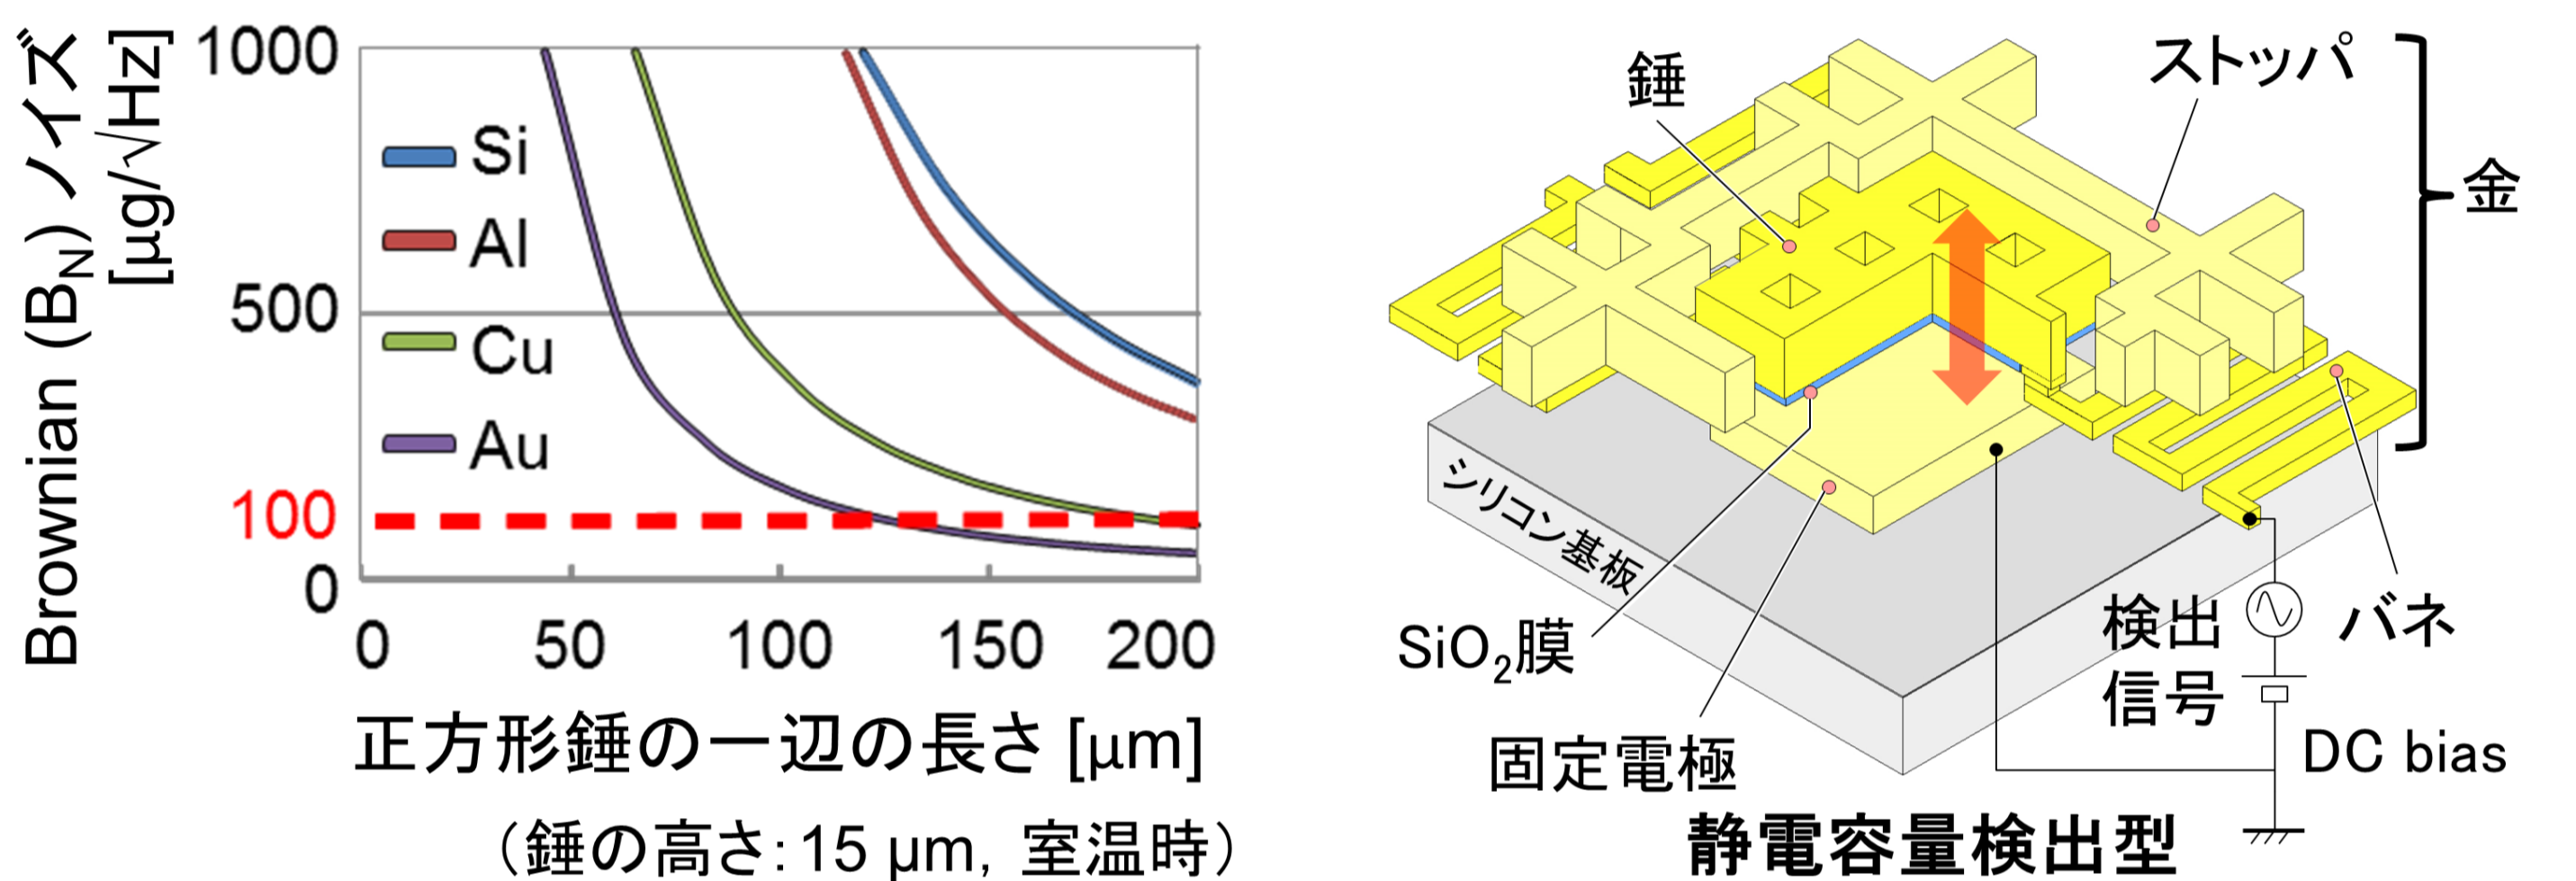 Brownian (BN) ノイズ
[µg/√Hz]
1000
500
100
0
Si
Al
Cu
Au
0 50 100 150 200
正方形錘の一辺の長さ [µm]
（錘の高さ: 15 µm, 室温時）
錘
ストッパ
金
シリコン基板
SiO2膜
固定電極
検出
信号
バネ
DC bias
静電容量検出型